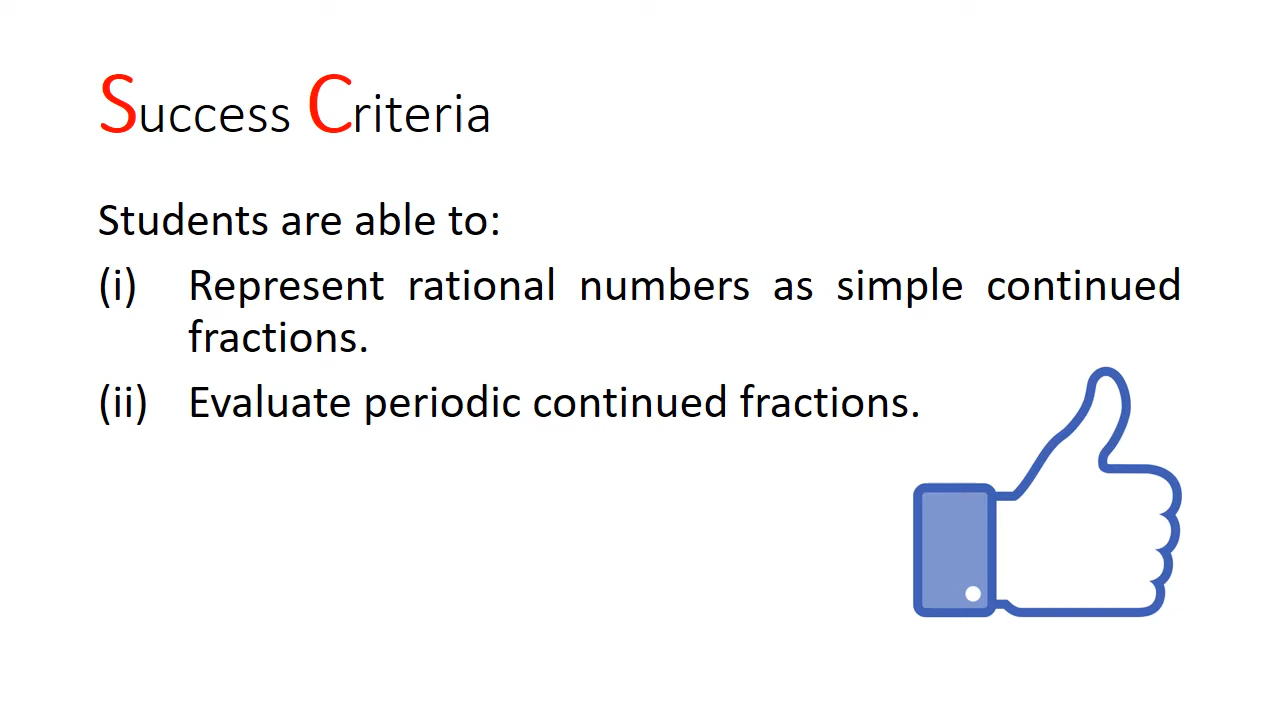 Success Criteria
Students are able to:
(i) Represent rational numbers as simple continued
fractions.
(ii) Evaluate periodic continued fractions.